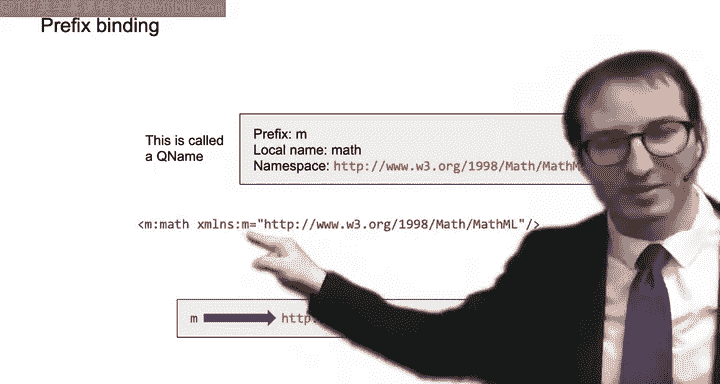 Prefix binding
This is called
a QName
Prefix: m
Local name: math
Namespace: http://www.w3.org/1998/Math/MathM
<m:math xmlns:m="http://www.w3.org/1998/Math/MathML"/>
m
http: